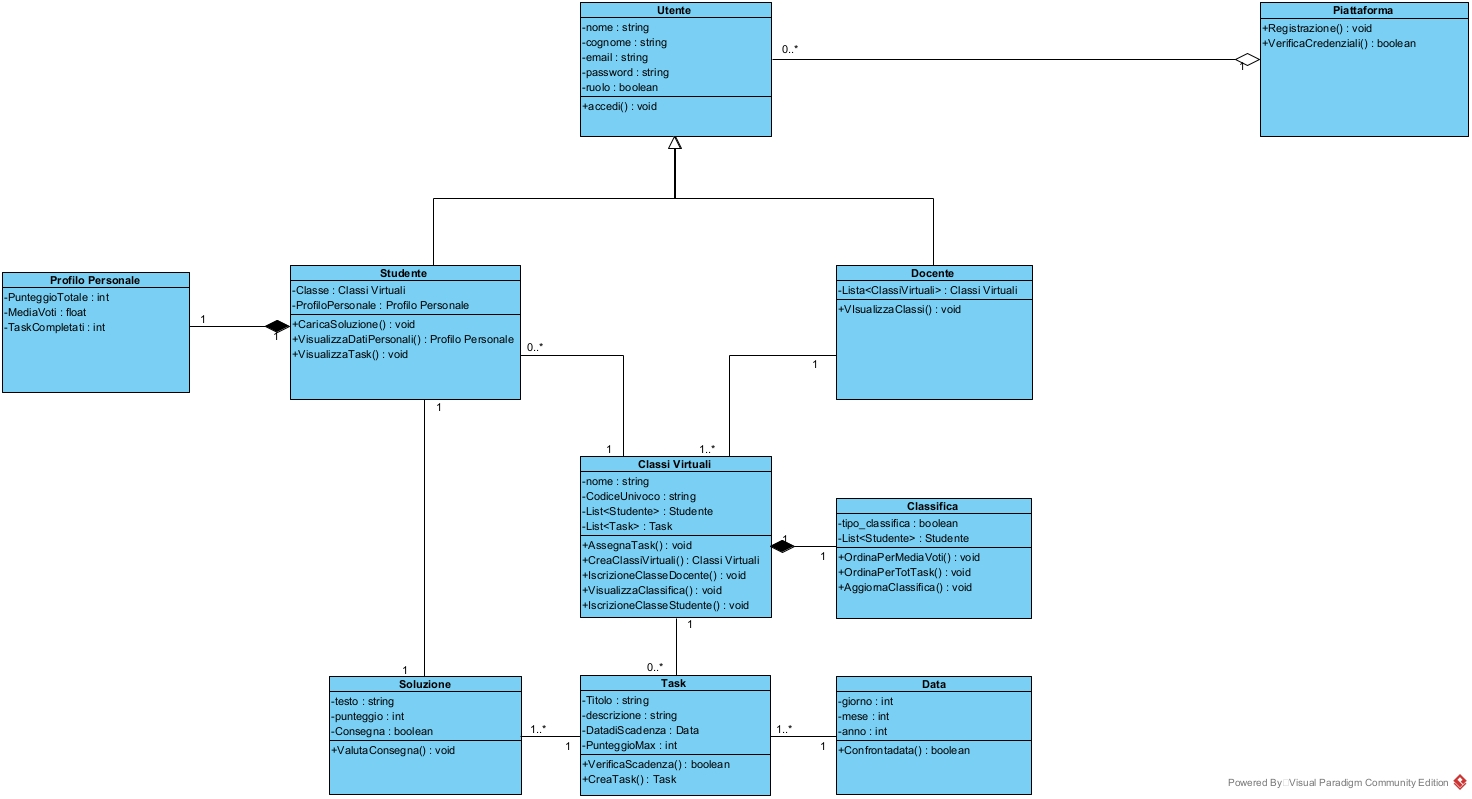 Utente
-nome : string
-cognome : string
-email : string
-password : string
-ruolo : boolean
+accedi() : void
Piattaforma
+Registrazione() : void
+VerificaCredenziali() : boolean
0..*
1
Profilo Personale
-PunteggioTotale : int
-MediaVoti : float
-TaskCompletati : int
1
1
Studente
-Classe : Classi Virtuali
-ProfiloPersonale : Profilo Personale
+CaricaSoluzione() : void
+VisualizzaDatiPersonali() : Profilo Personale
+VisualizzaTask() : void
0..*
1
Docente
-Lista<ClassiVirtuali> : Classi Virtuali
+VIsualizzaClassi() : void
1
1
1..*
Classi Virtuali
-nome : string
-CodiceUnivoco : string
-List<Studente> : Studente
-List<Task> : Task
+AssegnaTask() : void
+CreaClassiVirtuali() : Classi Virtuali
+IscrizioneClasseDocente() : void
+VisualizzaClassifica() : void
+IscrizioneClasseStudente() : void
1
1
Classifica
-tipo_classifica : boolean
-List<Studente> : Studente
+OrdinaPerMediaVoti() : void
+OrdinaPerTotTask() : void
+AggiornaClassifica() : void
1
0..*
1
Soluzione
-testo : string
-punteggio : int
-Consegna : boolean
+ValutaConsegna() : void
1..*
1
Task
-Titolo : string
-descrizione : string
-DatadiScadenza : Data
-PunteggioMax : int
+VerificaScadenza() : boolean
+CreaTask() : Task
1..*
1
Data
-giorno : int
-mese : int
-anno : int
+Confrontadata() : boolean
Powered By Visual Paradigm Community Edition